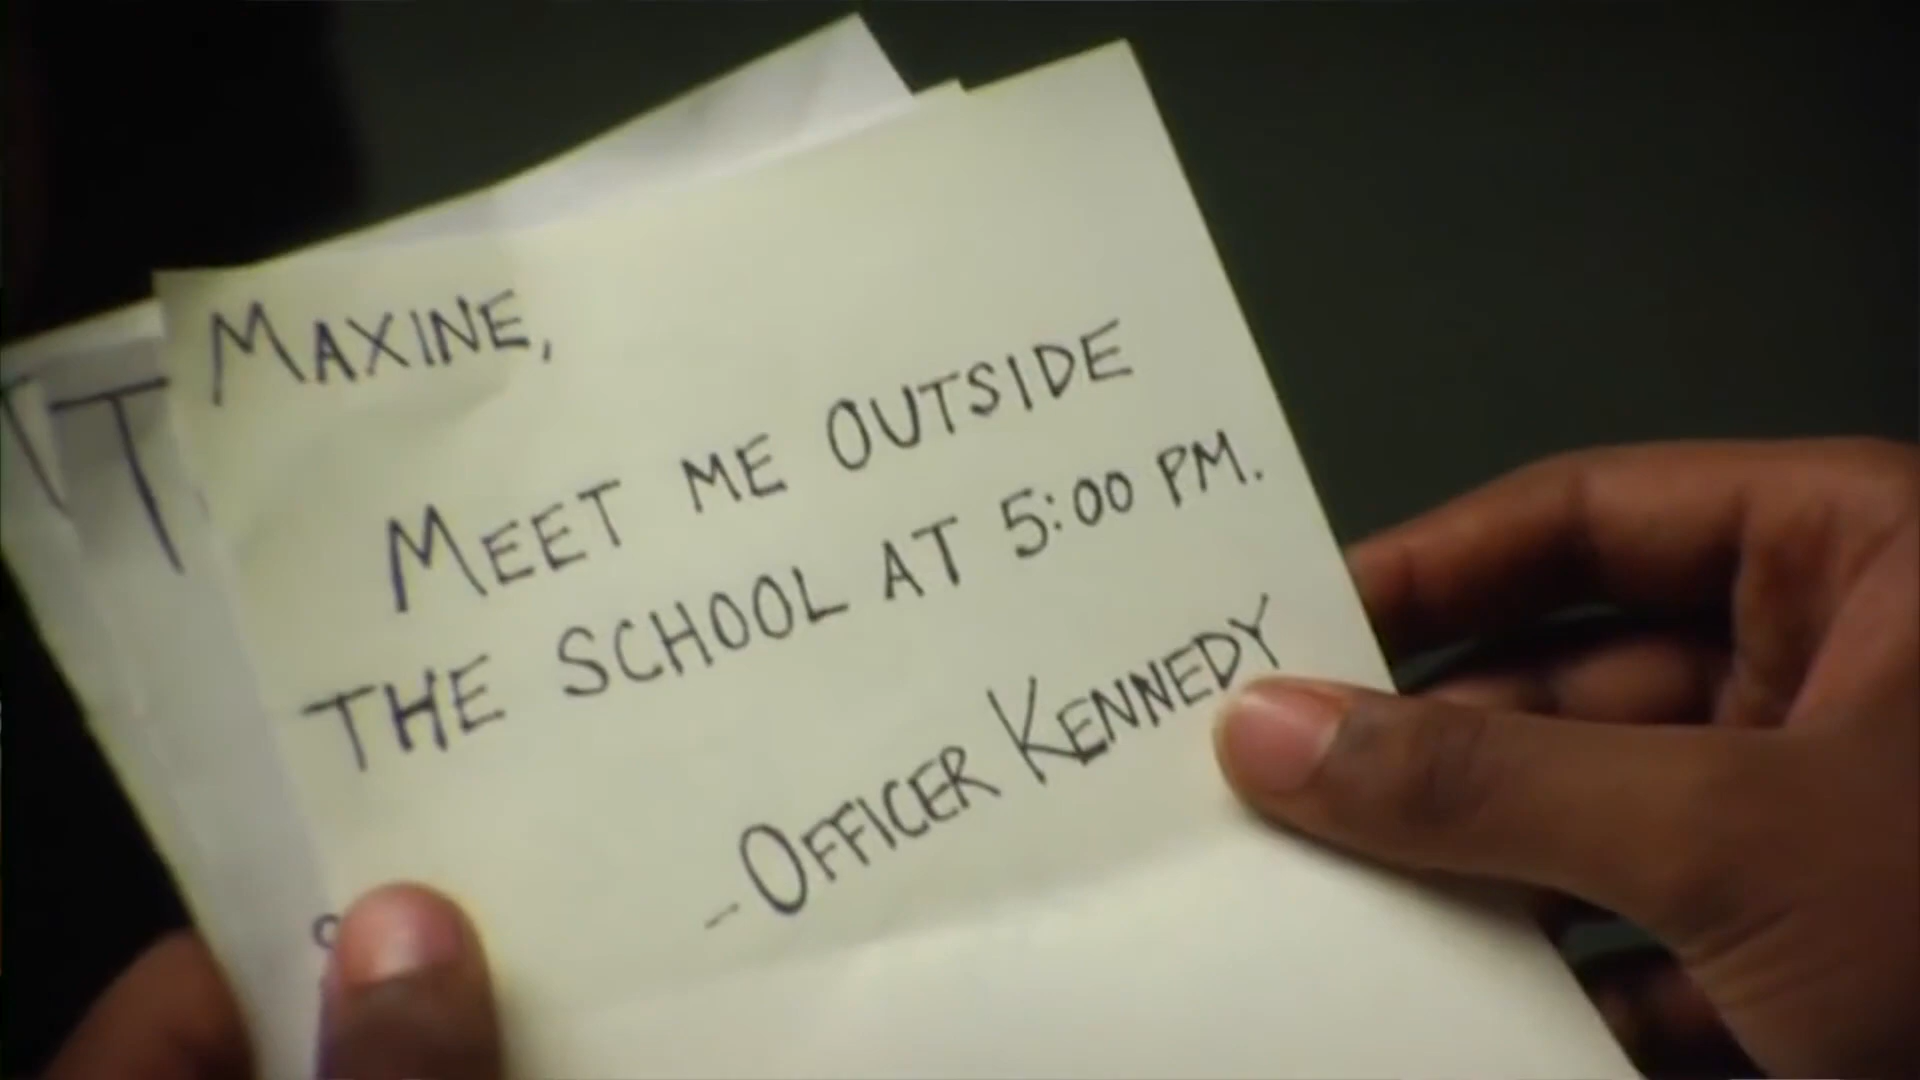 MAXINE,
MEET ME OUTSIDE
THE SCHOOL AT 5:00 PM.
-OFFICER KENNEDY